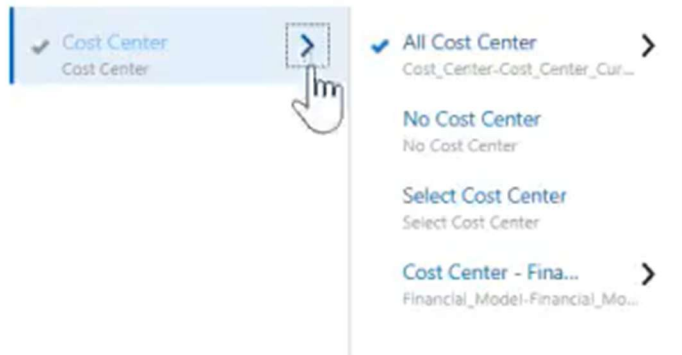 Cost Center
Cost Center
All Cost Center
Cost_Center-Cost_Center_Cur...
No Cost Center
No Cost Center
Select Cost Center
Select Cost Center
Cost Center - Fina...
Financial_Model-Financial_Mo...